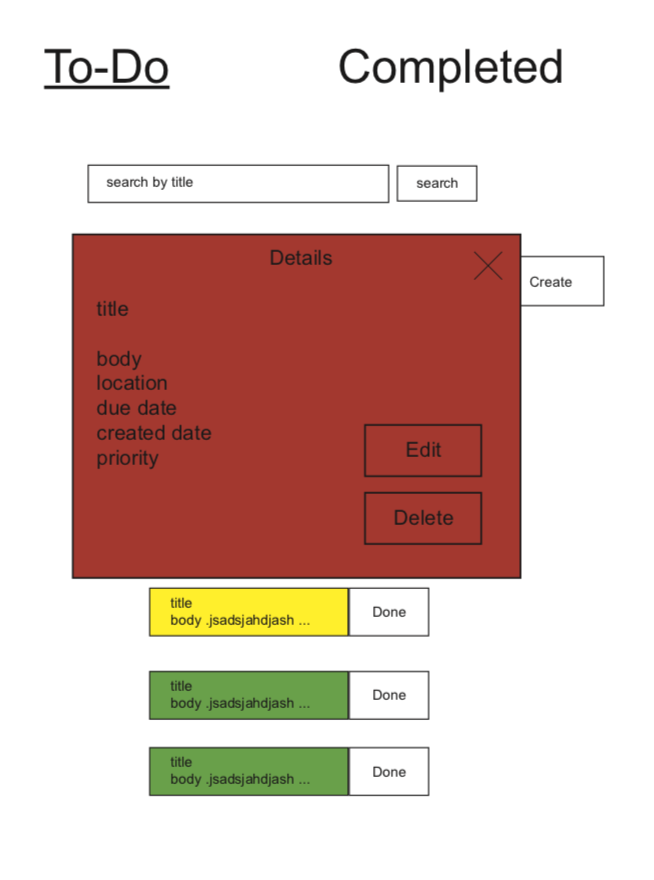 To-Do Completed
search by title search
Details
Create
title
body
location
due date
created date
priority
Edit
Delete
title
body .jsadsjahdjash ...
Done
title
body .jsadsjahdjash ...
Done
title
body .jsadsjahdjash ...
Done